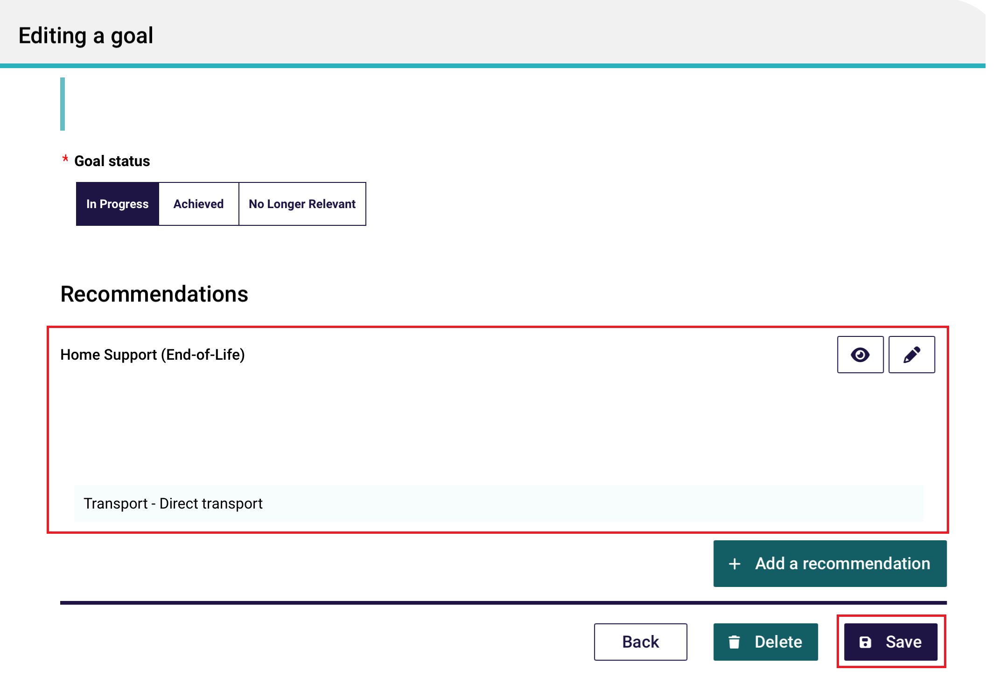 Editing a goal
* Goal status
In Progress Achieved No Longer Relevant
Recommendations
Home Support (End-of-Life)
Transport - Direct transport
+ Add a recommendation
Back Delete Save